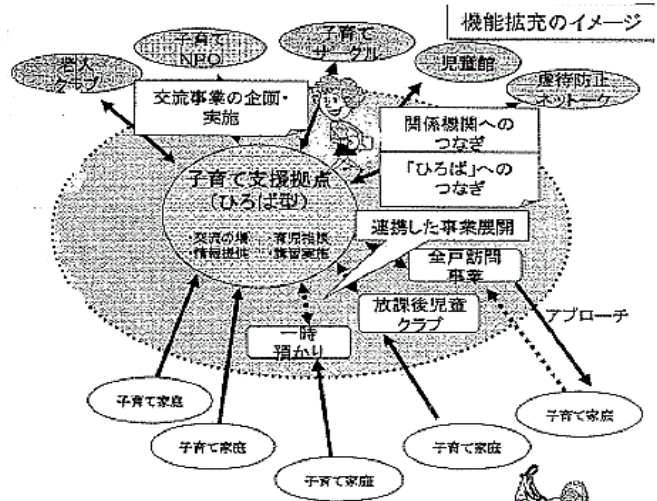 機能拡充のイメージ
子育て
NPO
子育て
サークル
老人
クラブ
児童館
虐待防止
ネットーケ
交流事業の企画・
実施
関係機関への
つなぎ
「ひろば」への
つなぎ
子育て支援拠点
（ひろば型）
・交流の場
・育児相談
・情報提供
・講習実施
連携した事業展開
全戸訪問
事業
放課後児童
クラブ
一時
預かり
アプローチ
子育て家庭
子育て家庭
子育て家庭
子育て家庭
子育て家庭